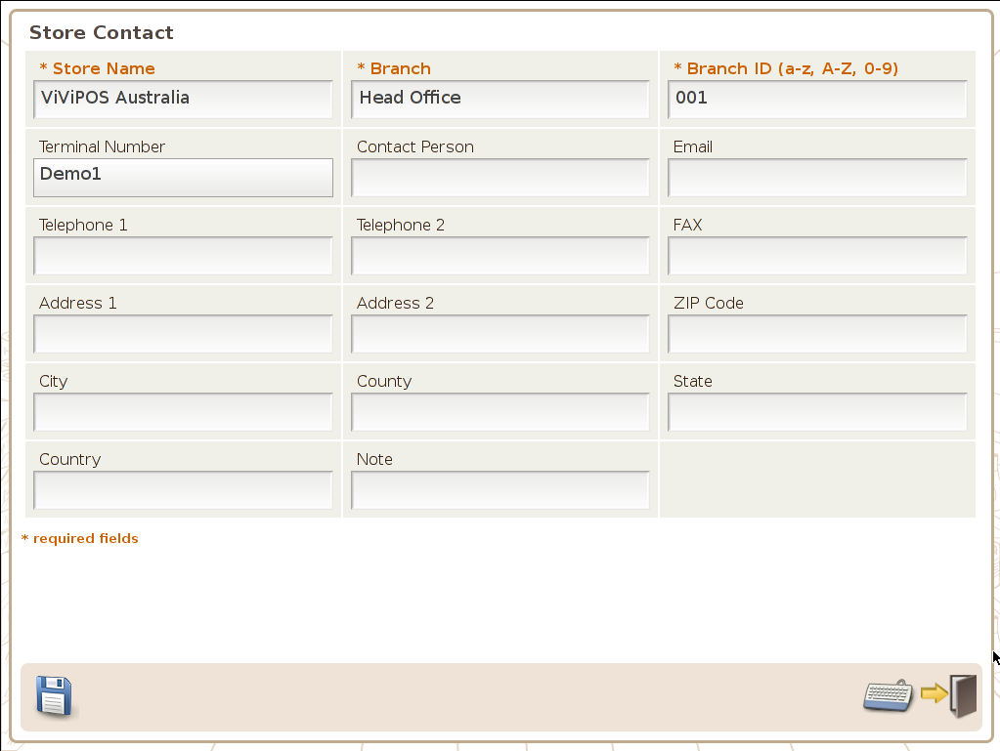 Store Contact
* Store Name * Branch * Branch ID (a-z, A-Z, 0-9)
ViViPOS Australia Head Office 001
Terminal Number Contact Person Email
Demo1
Telephone 1 Telephone 2 FAX
Address 1 Address 2 ZIP Code
City County State
Country Note
* required fields